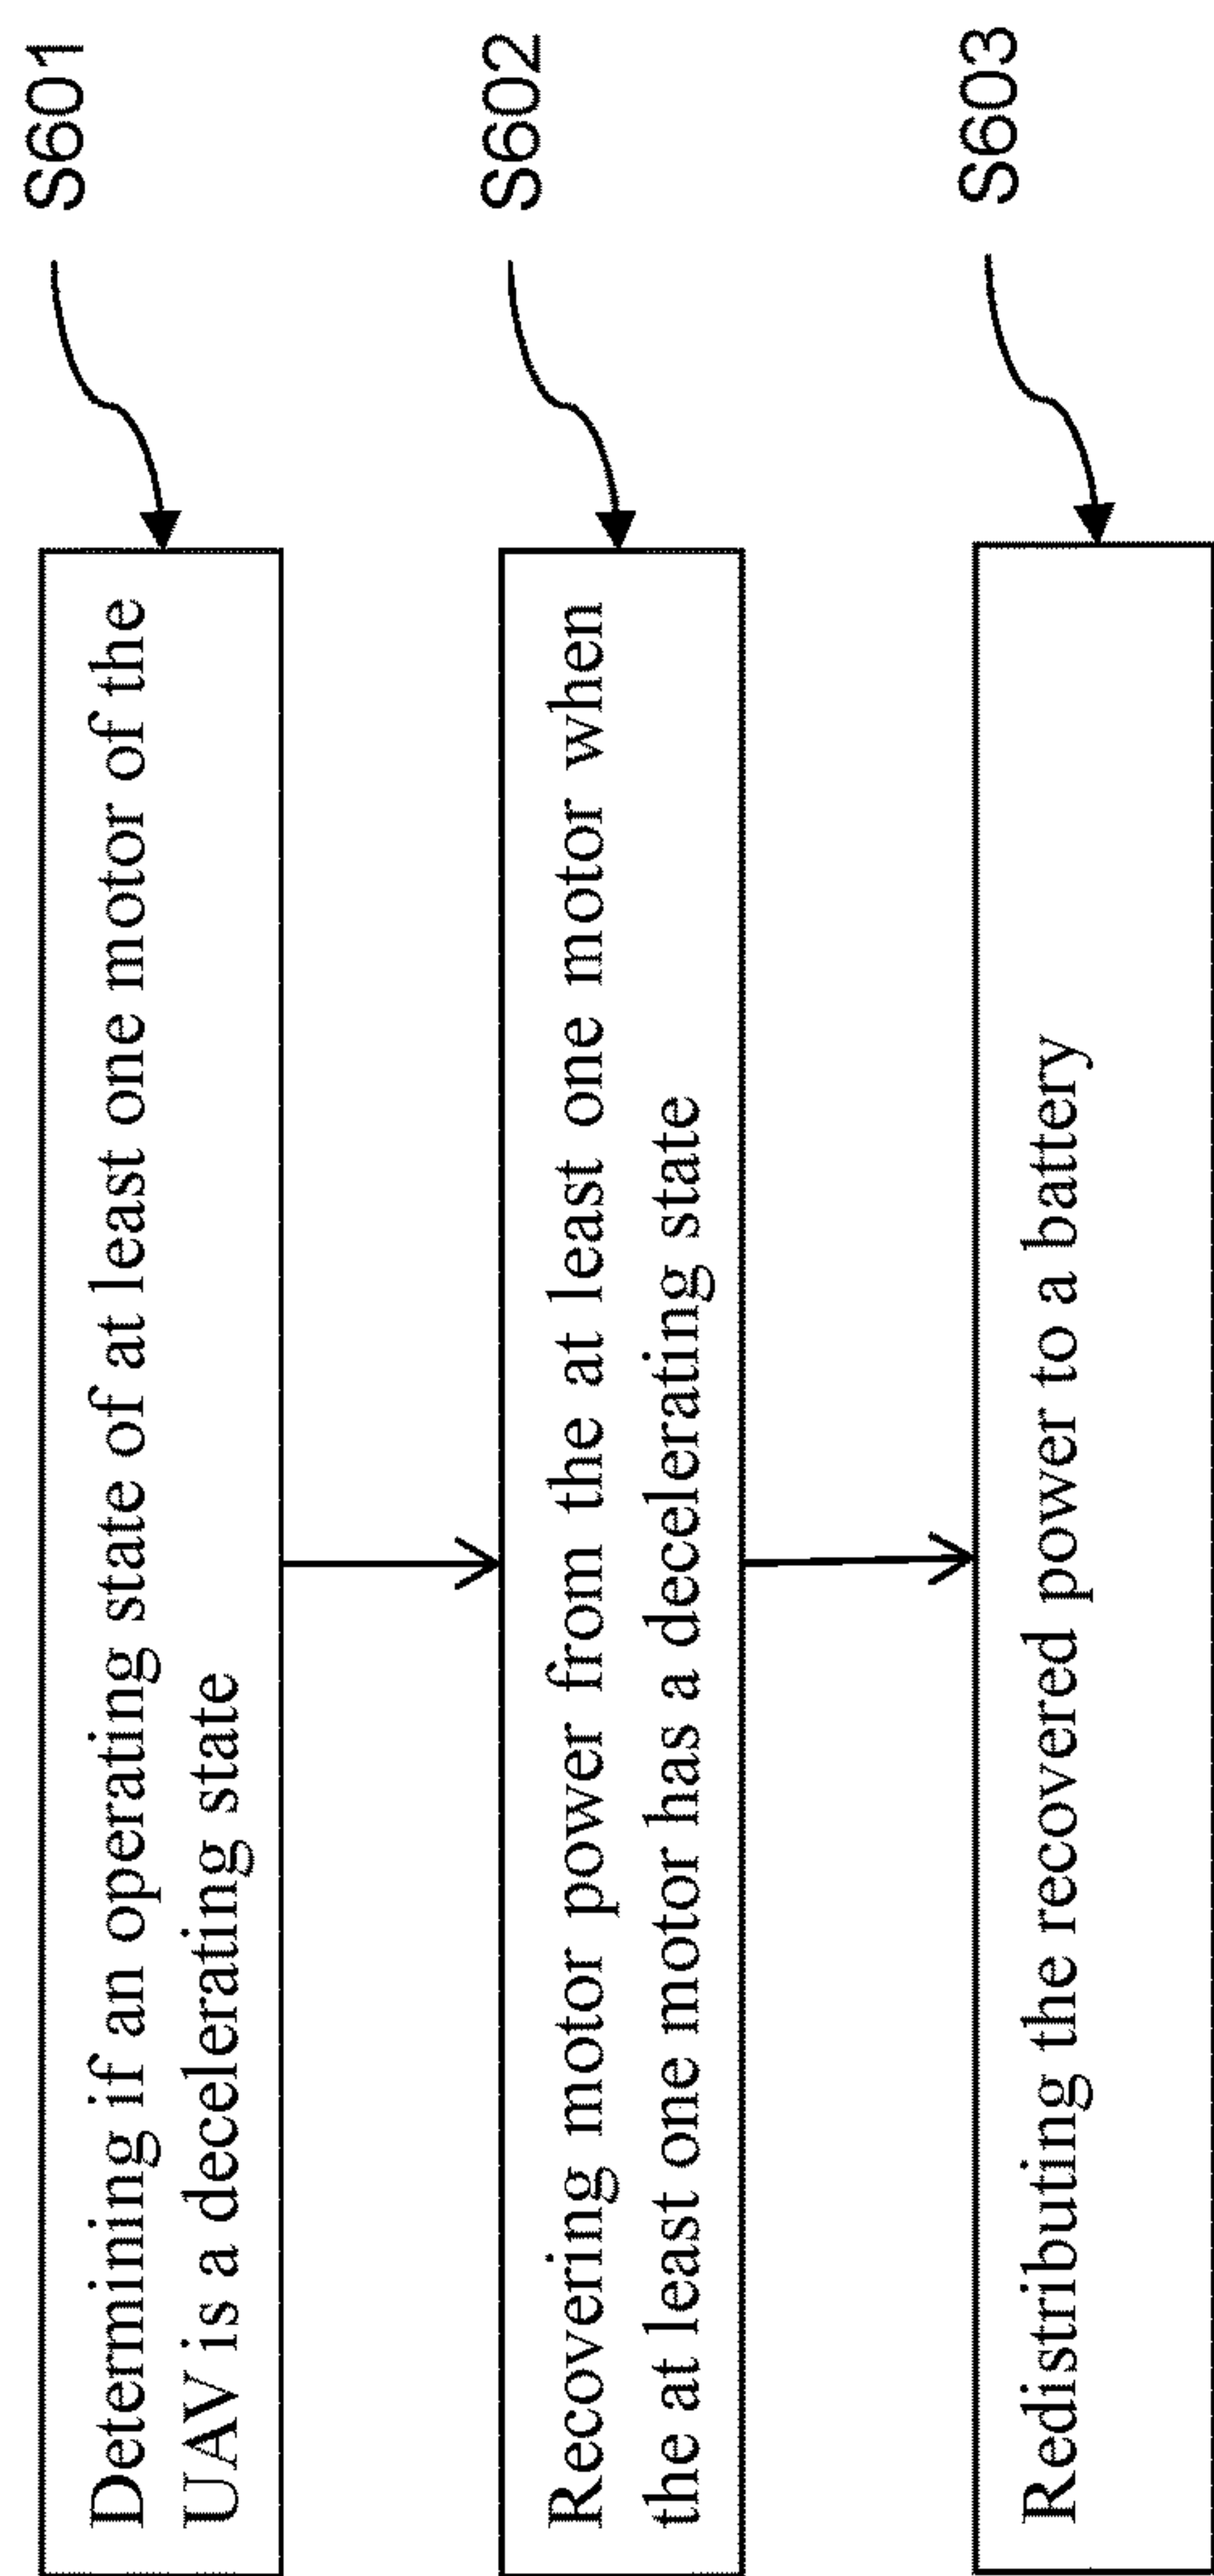 Determining if an operating state of at least one motor of the
UAV is a decelerating state
S601
Recovering motor power from the at least one motor when
the at least one motor has a decelerating state
S602
Redistributing the recovered power to a battery
S603